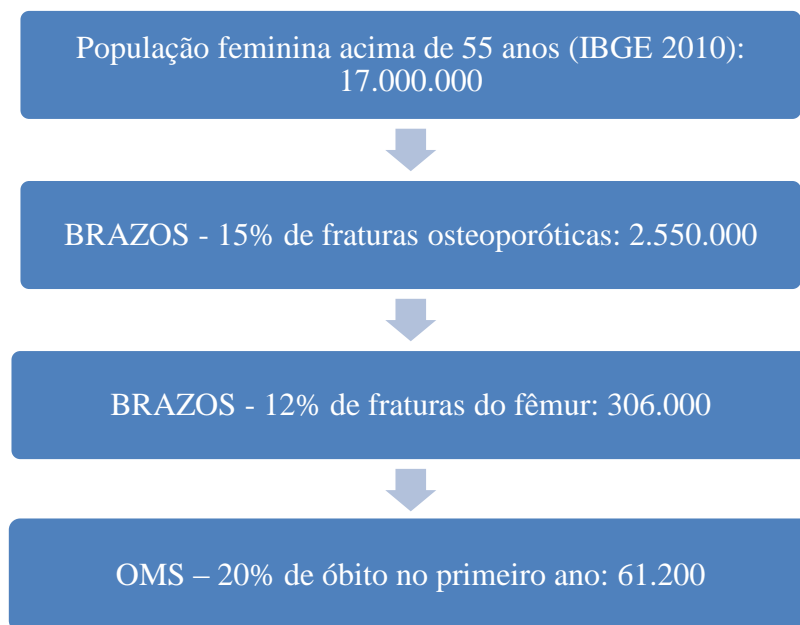 População feminina acima de 55 anos (IBGE 2010):
17.000.000
BRAZOS - 15% de fraturas osteoporóticas: 2.550.000
BRAZOS - 12% de fraturas do fêmur: 306.000
OMS – 20% de óbito no primeiro ano: 61.200